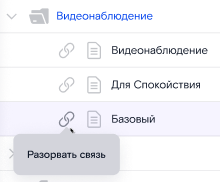 Видеонаблюдение
Видеонаблюдение
Для Спокойствия
Базовый
Разорвать связь